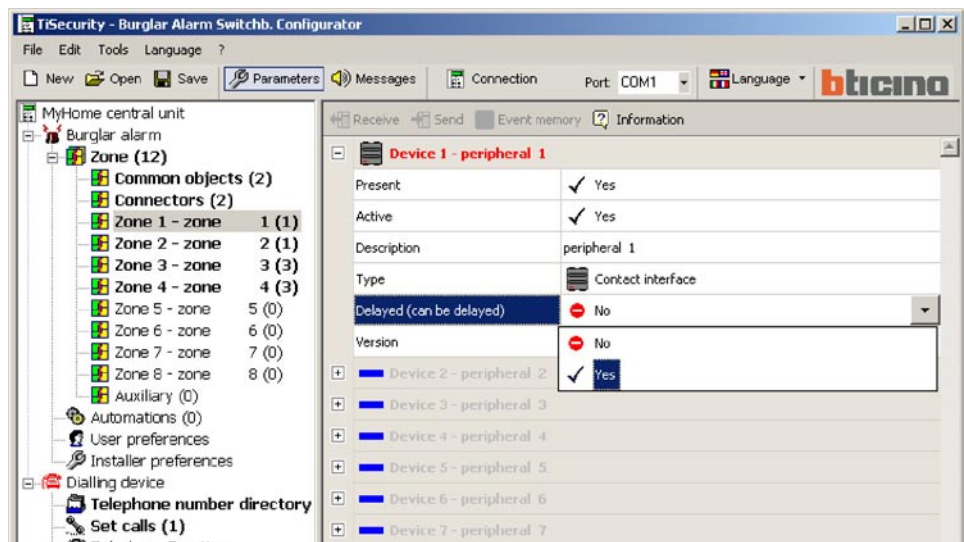 TiSecurity - Burglar Alarm Switchb. Configurator
File Edit Tools Language ?
New Open Save Parameters Messages Connection Port COM1 Language bticino
MyHome central unit
Burglar alarm
Zone (12)
Common objects (2)
Connectors (2)
Zone 1 - zone 1 (1)
Zone 2 - zone 2 (1)
Zone 3 - zone 3 (3)
Zone 4 - zone 4 (3)
Zone 5 - zone 5 (0)
Zone 6 - zone 6 (0)
Zone 7 - zone 7 (0)
Zone 8 - zone 8 (0)
Auxiliary (0)
Automations (0)
User preferences
Installer preferences
Dialling device
Telephone number directory
Set calls (1)
Receive Send Event memory Information
Device 1 - peripheral 1
Present Yes
Active Yes
Description peripheral 1
Type Contact interface
Delayed (can be delayed) No
Version
No
Yes
Device 2 - peripheral 2
Device 3 - peripheral 3
Device 4 - peripheral 4
Device 5 - peripheral 5
Device 6 - peripheral 6
Device 7 - peripheral 7